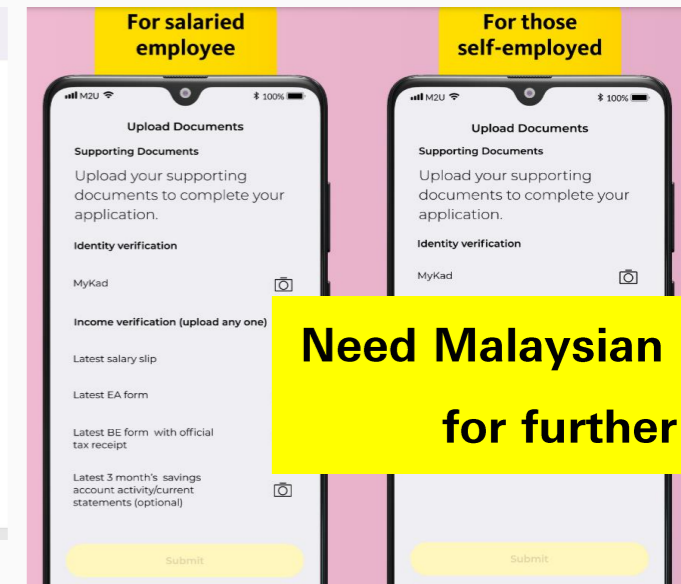 For salaried
employee
M2U
100%
Upload Documents
Supporting Documents
Upload your supporting
documents to complete your
application.
Identity verification
MyKad
Income verification (upload any one)
Latest salary slip
Latest EA form
Latest BE form with official
tax receipt
Latest 3 month's savings
account activity/current
statements (optional)
Submit
For those
self-employed
M2U
100%
Upload Documents
Supporting Documents
Upload your supporting
documents to complete your
application.
Identity verification
MyKad
Submit
Need Malaysian
for further